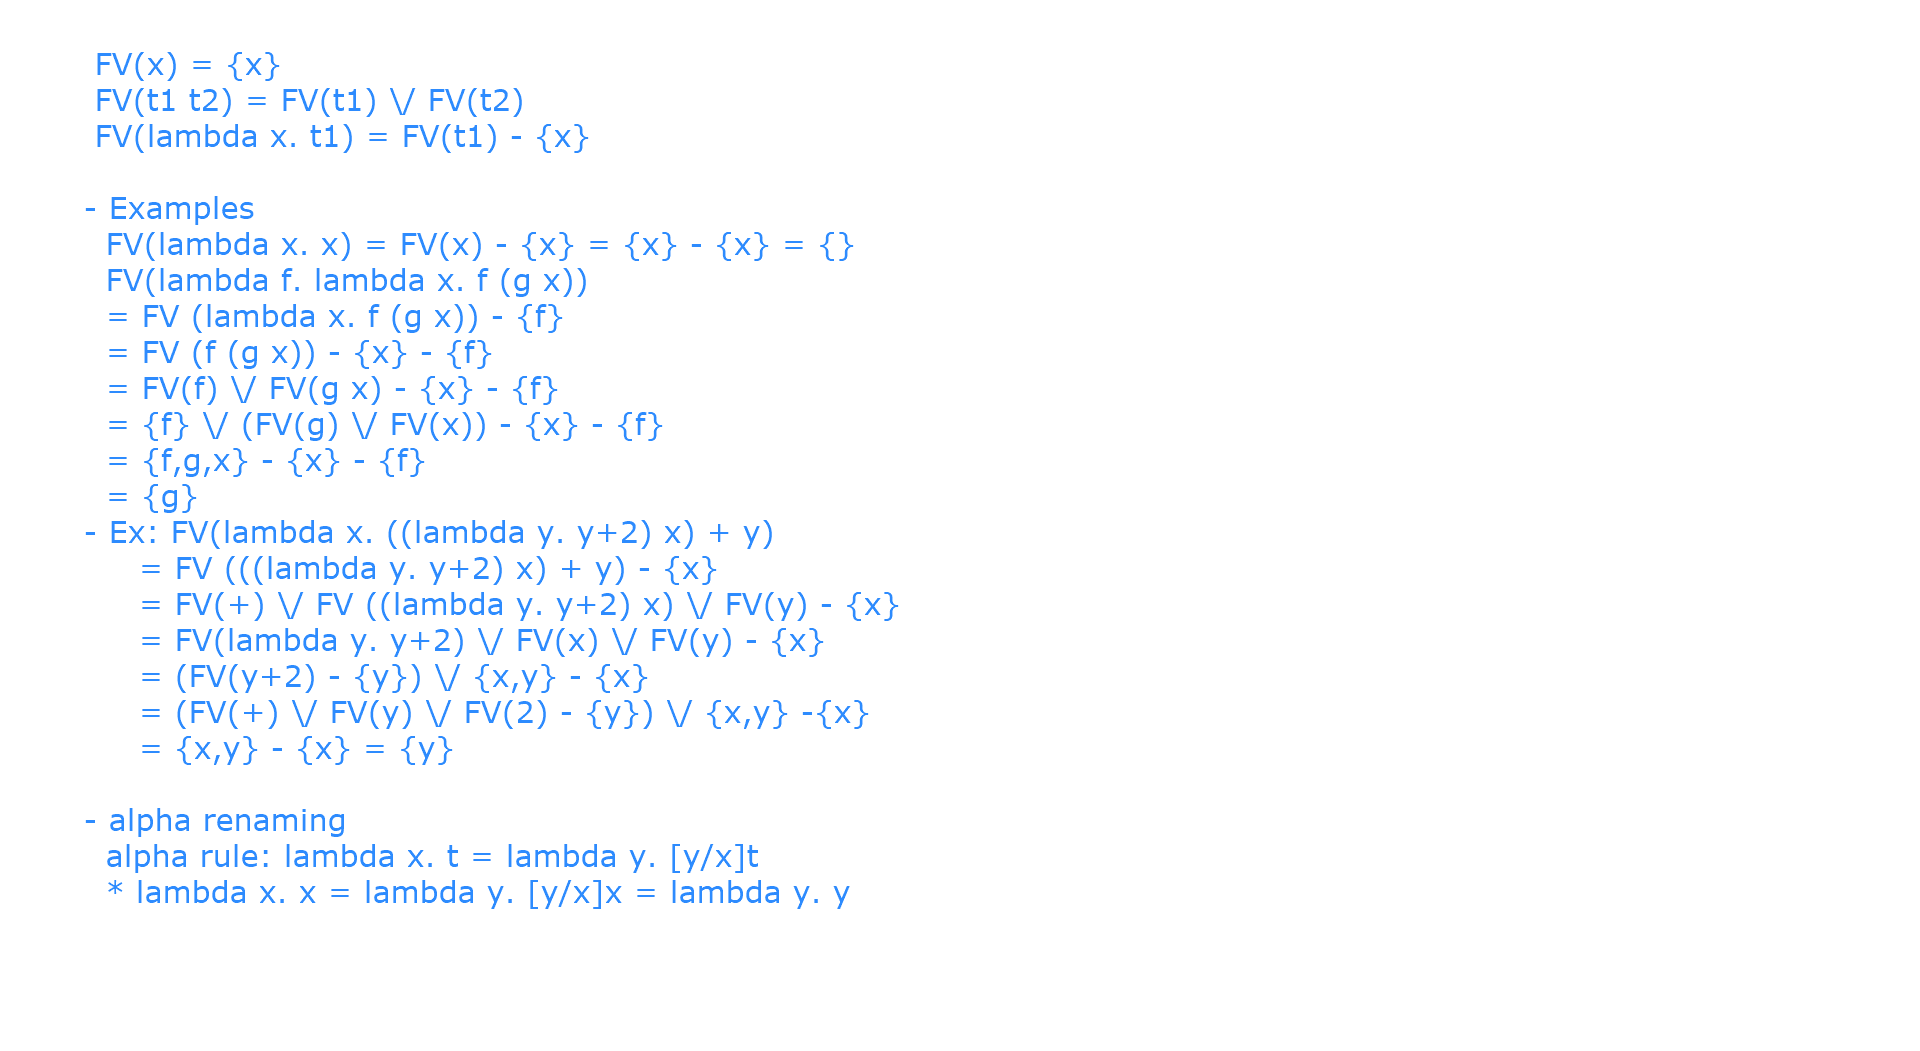 FV(x) = {x}
FV(t1 t2) = FV(t1) \/ FV(t2)
FV(lambda x. t1) = FV(t1) - {x}
- Examples
FV(lambda x. x) = FV(x) - {x} = {x} - {x} = {}
FV(lambda f. lambda x. f (g x))
= FV (lambda x. f (g x)) - {f}
= FV (f (g x)) - {x} - {f}
= FV(f) \/ FV(g x) - {x} - {f}
= {f} \/ (FV(g) \/ FV(x)) - {x} - {f}
= {f,g,x} - {x} - {f}
= {g}
- Ex: FV(lambda x. ((lambda y. y+2) x) + y)
= FV (((lambda y. y+2) x) + y) - {x}
= FV(+) \/ FV ((lambda y. y+2) x) \/ FV(y) - {x}
= FV(lambda y. y+2) \/ FV(x) \/ FV(y) - {x}
= (FV(y+2) - {y}) \/ {x,y} - {x}
= (FV(+) \/ FV(y) \/ FV(2) - {y}) \/ {x,y} -{x}
= {x,y} - {x} = {y}
- alpha renaming
alpha rule: lambda x. t = lambda y. [y/x]t
* lambda x. x = lambda y. [y/x]x = lambda y. y